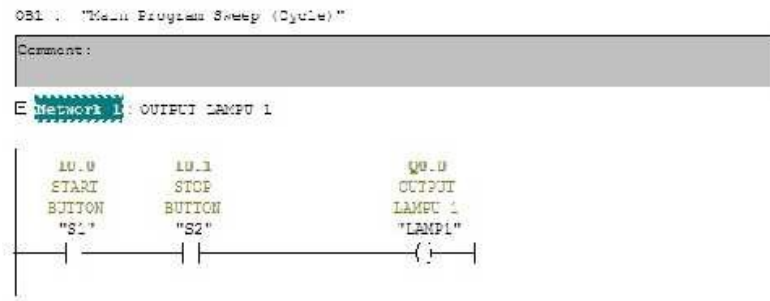 OB1 : "Main Program Sweep (Cycle)"
Comment:
Network 1: OUTPUT LAMPU 1
I0.0 I0.1 Q0.0
START STOP OUTPUT
BUTTON BUTTON LAMPU 1
"S1" "S2" "LAMP1"